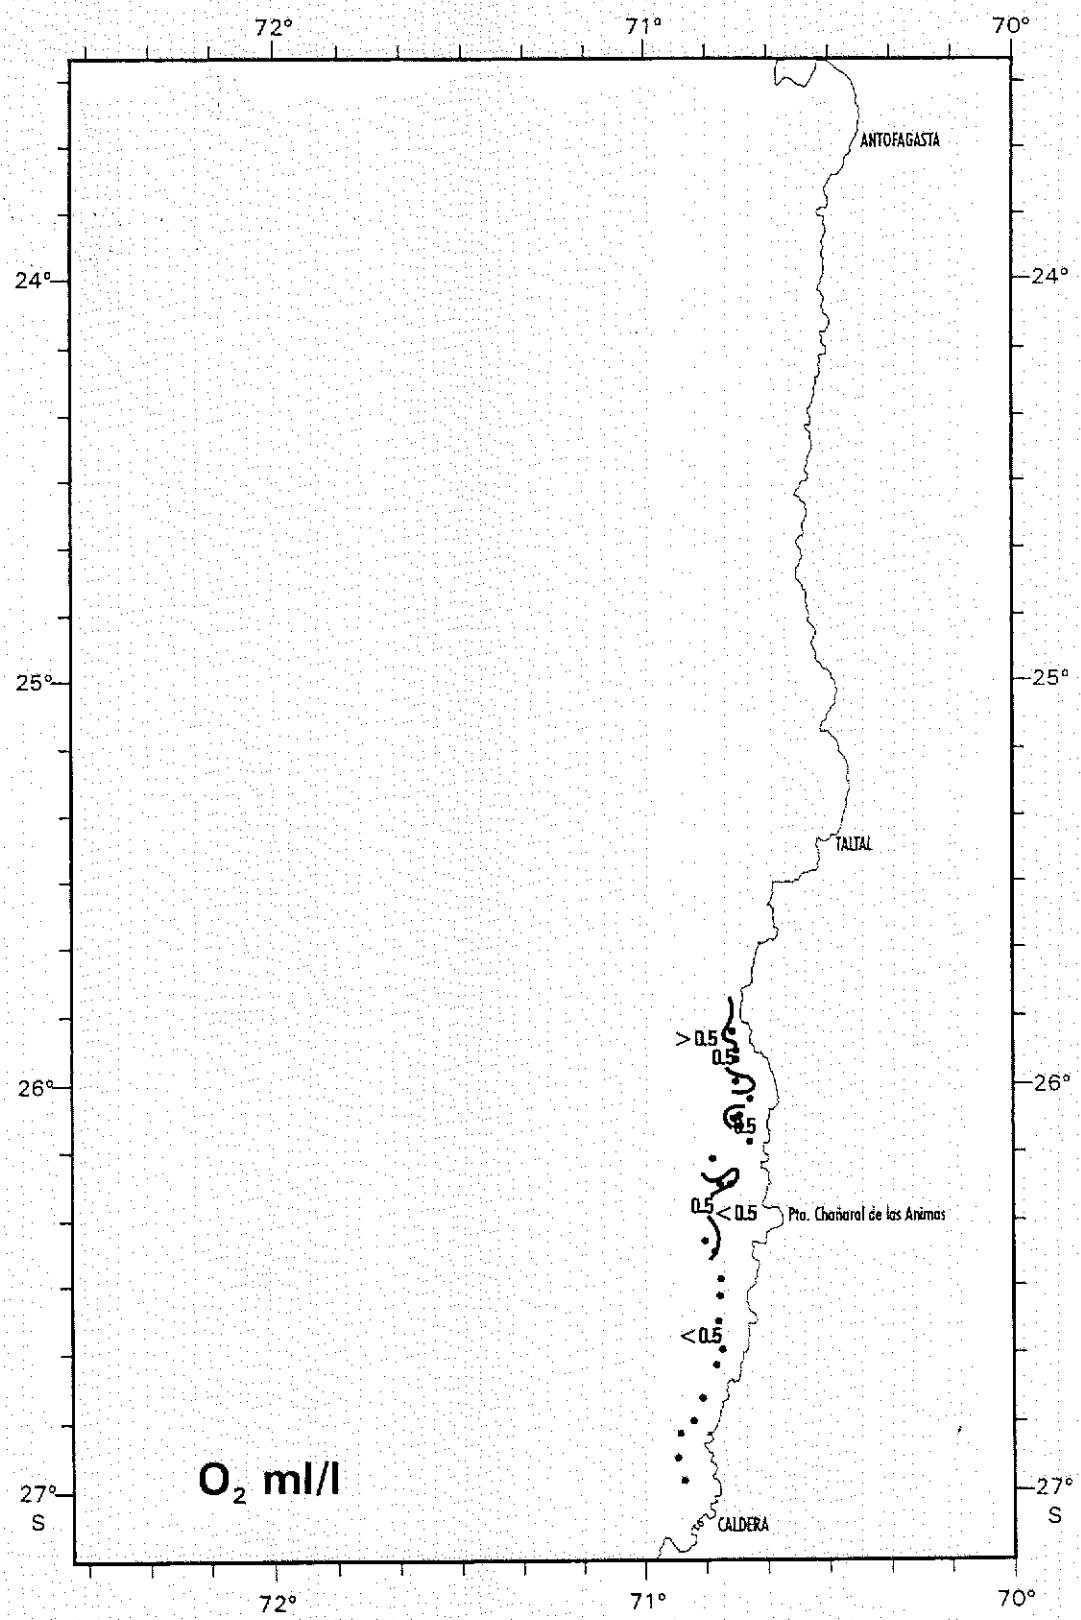 72° 71° 70°
ANTOFAGASTA
24° 24°
25° 25°
TALTAL
> 0.5
0.5
26° 26°
0.5
0.5 < 0.5 Pta. Chañaral de las Animas
< 0.5
O₂ ml/l
27° 27°
S S
CALDERA
72° 71° 70°